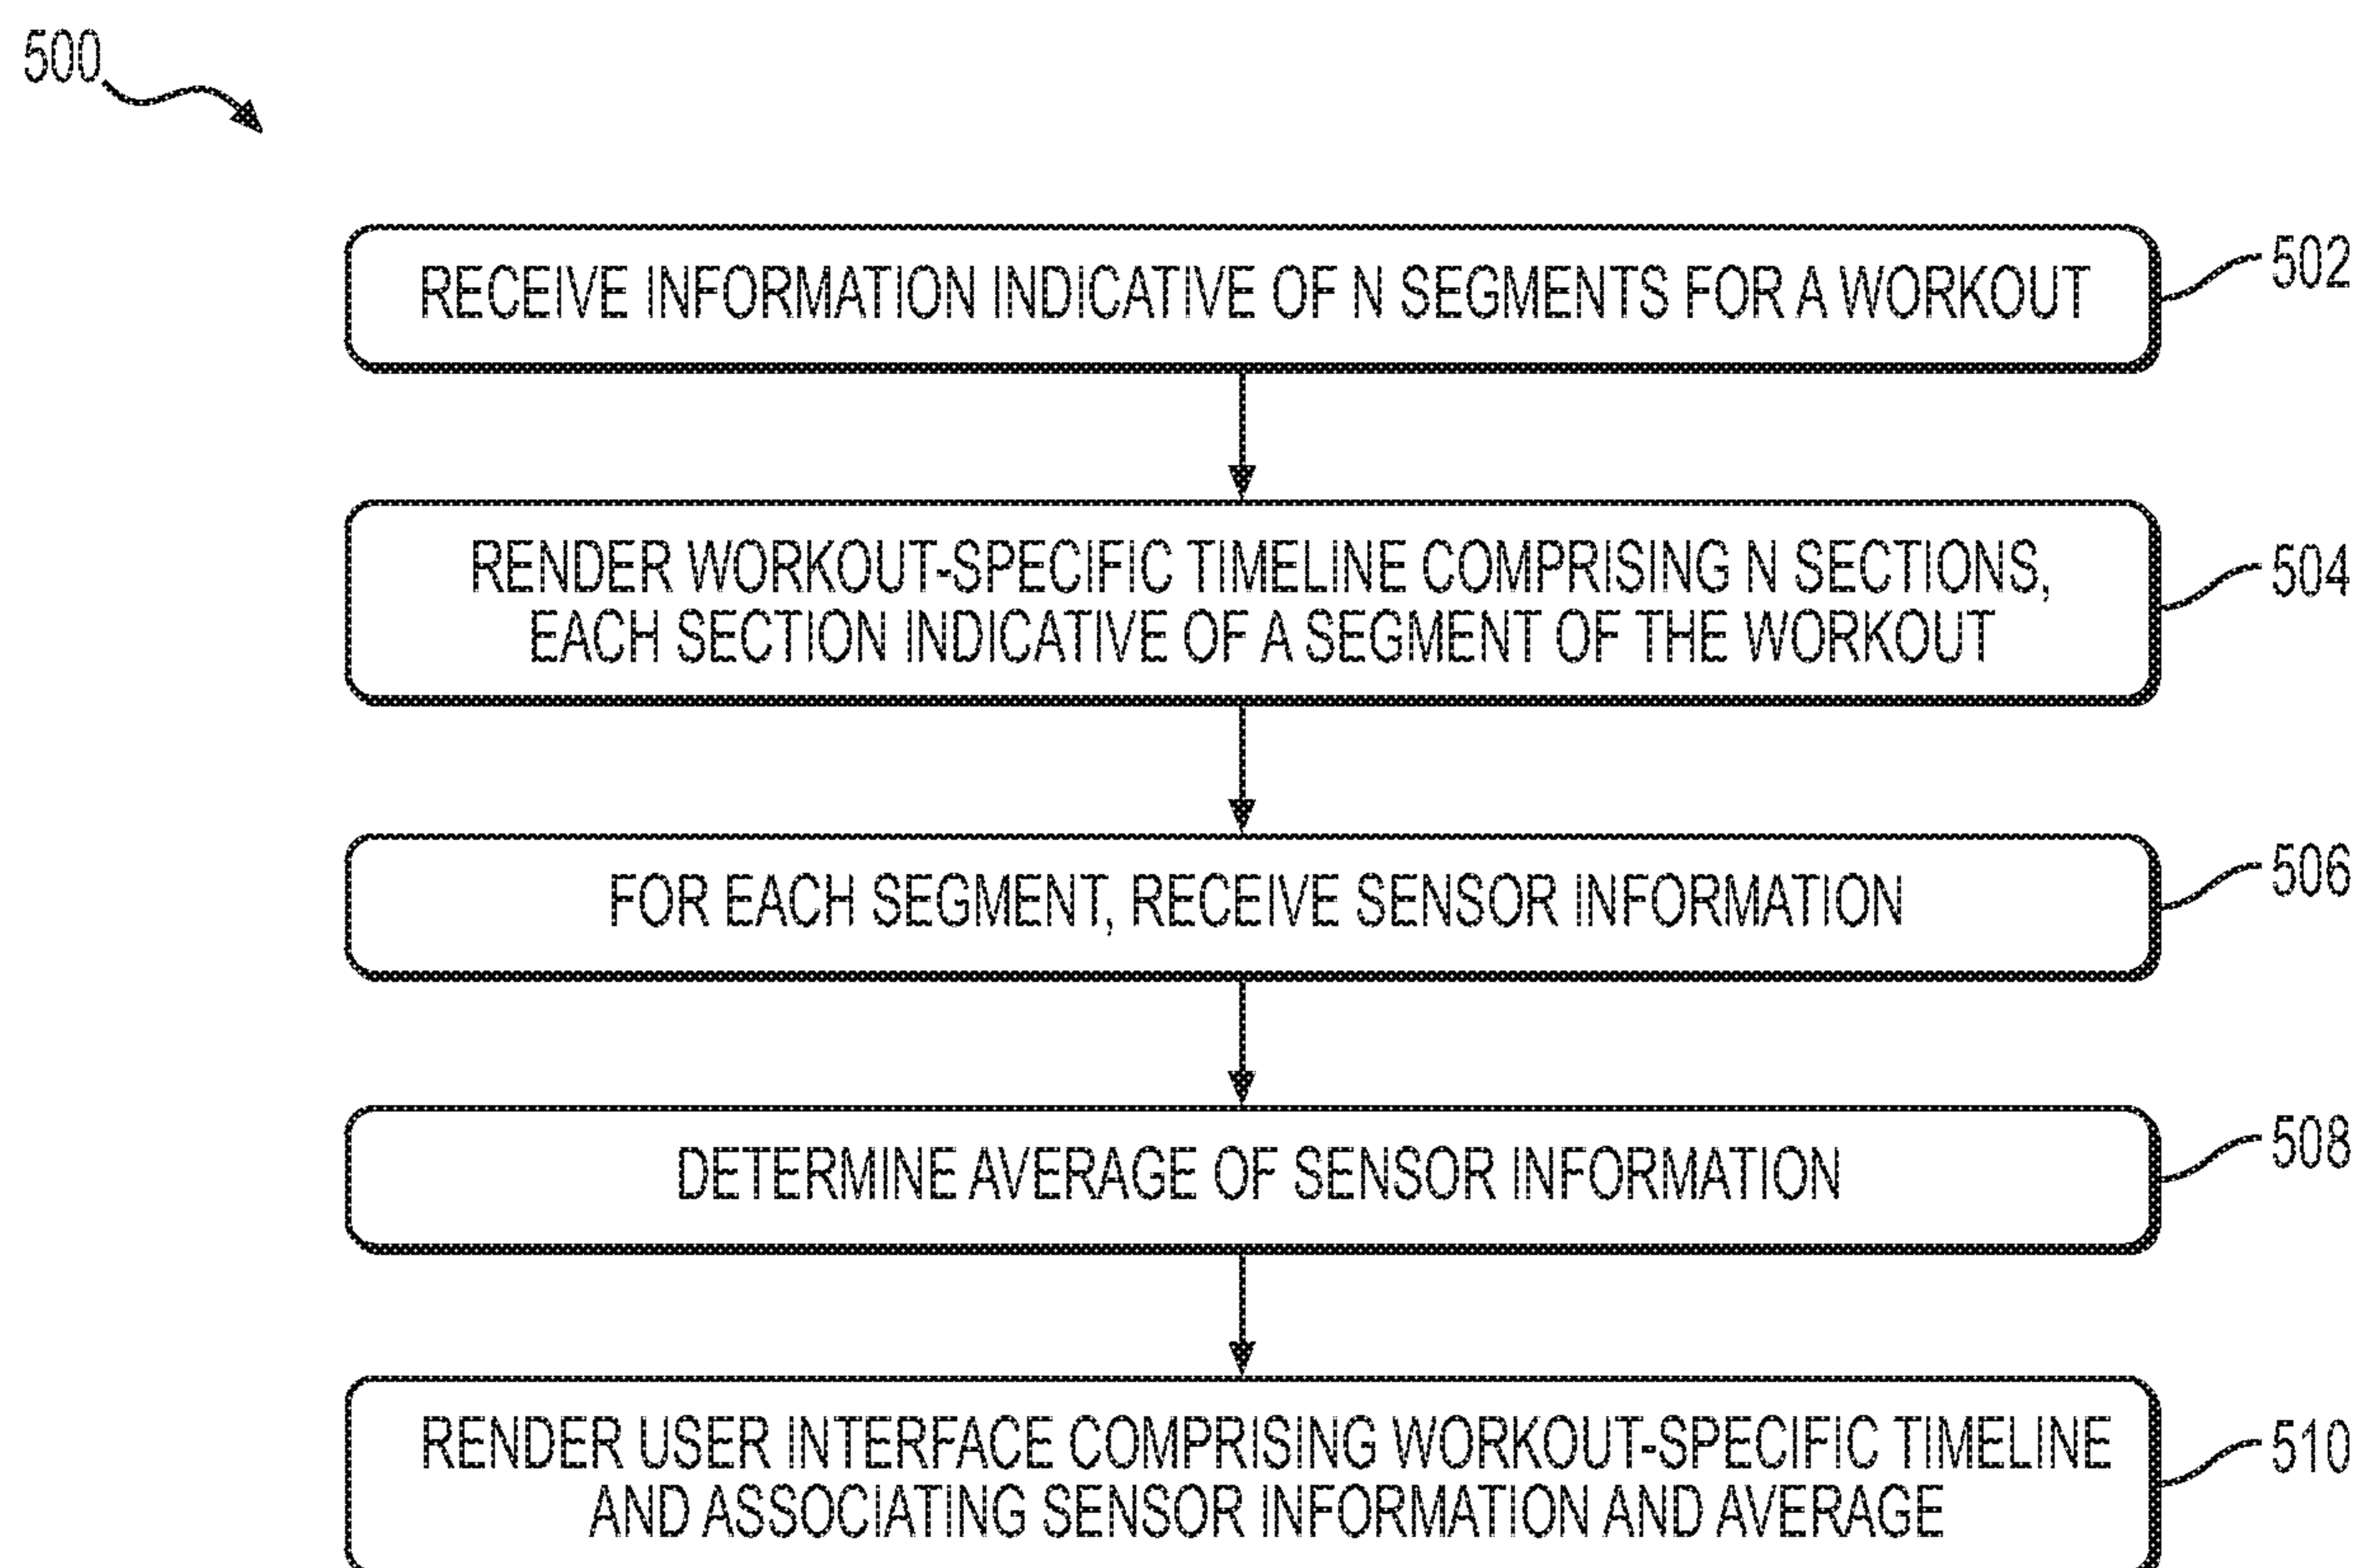 500
RECEIVE INFORMATION INDICATIVE OF N SEGMENTS FOR A WORKOUT
502
RENDER WORKOUT-SPECIFIC TIMELINE COMPRISING N SECTIONS,
EACH SECTION INDICATIVE OF A SEGMENT OF THE WORKOUT
504
FOR EACH SEGMENT, RECEIVE SENSOR INFORMATION
506
DETERMINE AVERAGE OF SENSOR INFORMATION
508
RENDER USER INTERFACE COMPRISING WORKOUT-SPECIFIC TIMELINE
AND ASSOCIATING SENSOR INFORMATION AND AVERAGE
510